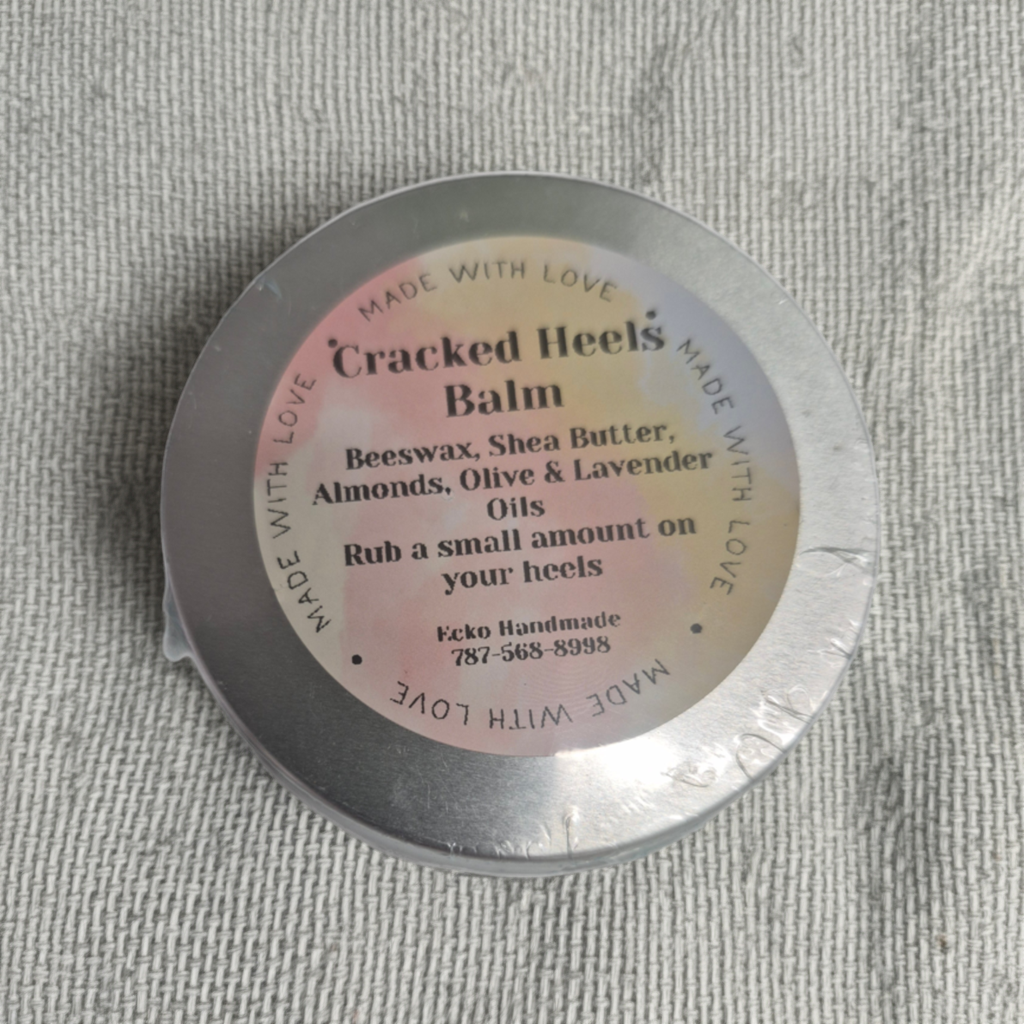 MADE WITH LOVE
MADE WITH LOVE
MADE WITH LOVE
MADE WITH LOVE
Cracked Heels
Balm
Beeswax, Shea Butter,
Almonds, Olive & Lavender
Oils
Rub a small amount on
your heels
Ecko Handmade
787-568-8998